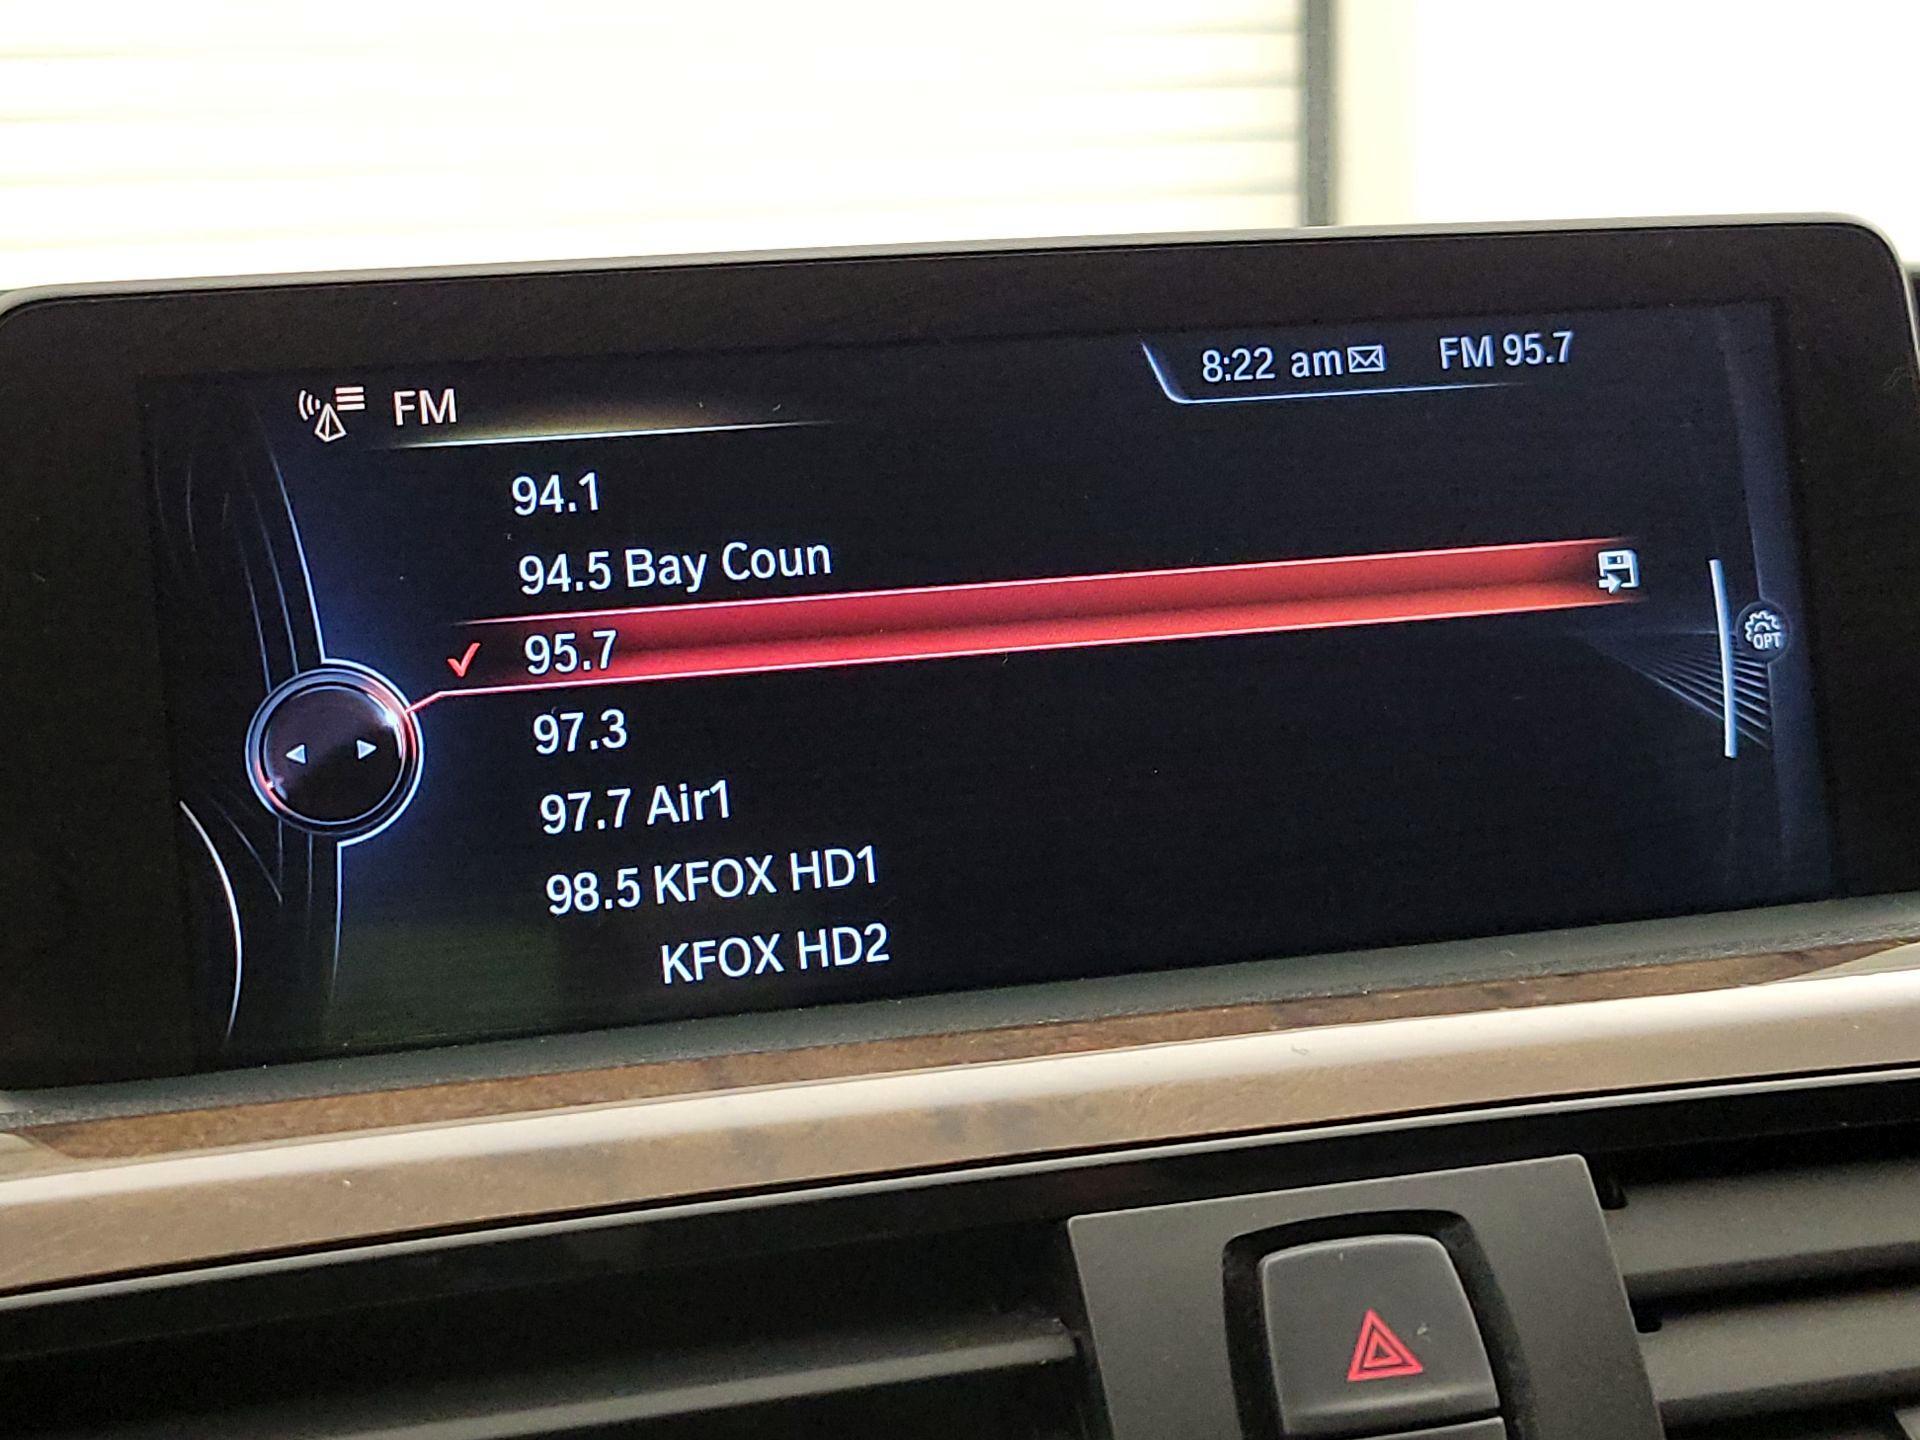 FM
8:22 am FM 95.7
94.1
94.5 Bay Coun
95.7
OPT
97.3
97.7 Air1
98.5 KFOX HD1
KFOX HD2